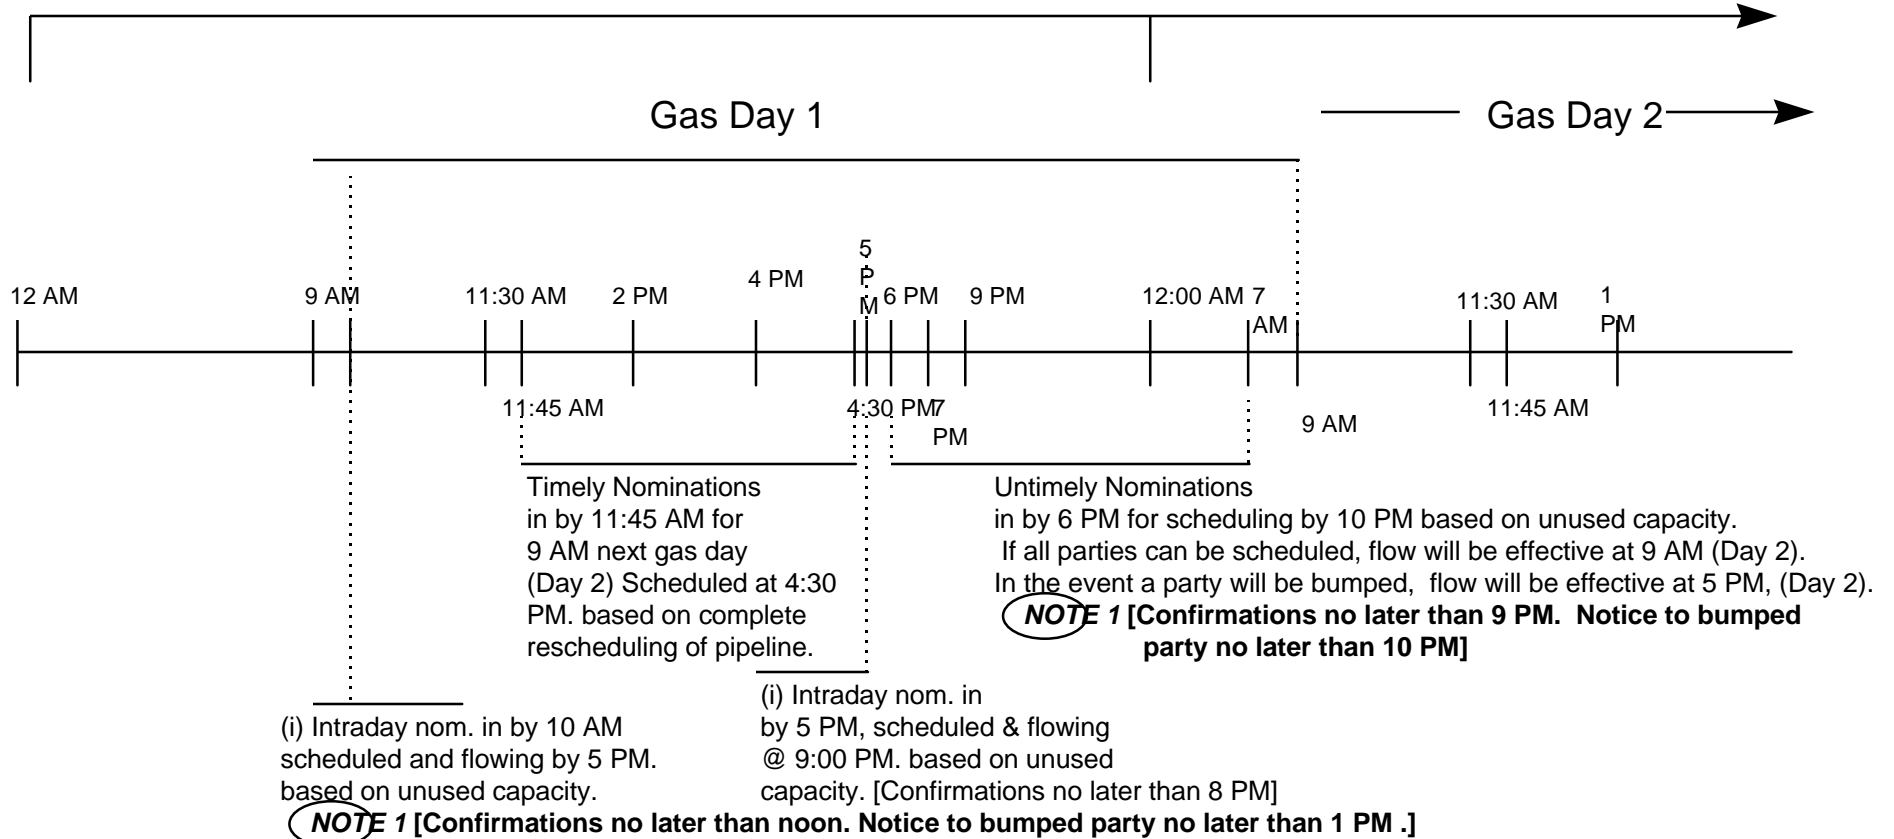 Gas Day 1
Gas Day 2
5
P
M
4 PM
12 AM
9 AM
11:30 AM
2 PM
6 PM
9 PM
12:00 AM 7
AM
11:30 AM
1
PM
11:45 AM
4:30 PM
7
PM
9 AM
11:45 AM
Timely Nominations
in by 11:45 AM for
9 AM next gas day
(Day 2) Scheduled at 4:30
PM. based on complete
rescheduling of pipeline.
Untimely Nominations
in by 6 PM for scheduling by 10 PM based on unused capacity.
If all parties can be scheduled, flow will be effective at 9 AM (Day 2).
In the event a party will be bumped, flow will be effective at 5 PM, (Day 2).
NOTE 1 [Confirmations no later than 9 PM. Notice to bumped
party no later than 10 PM]
(i) Intraday nom. in by 10 AM
scheduled and flowing by 5 PM.
based on unused capacity.
(i) Intraday nom. in
by 5 PM, scheduled & flowing
@ 9:00 PM. based on unused
capacity. [Confirmations no later than 8 PM]
NOTE 1 [Confirmations no later than noon. Notice to bumped party no later than 1 PM .]